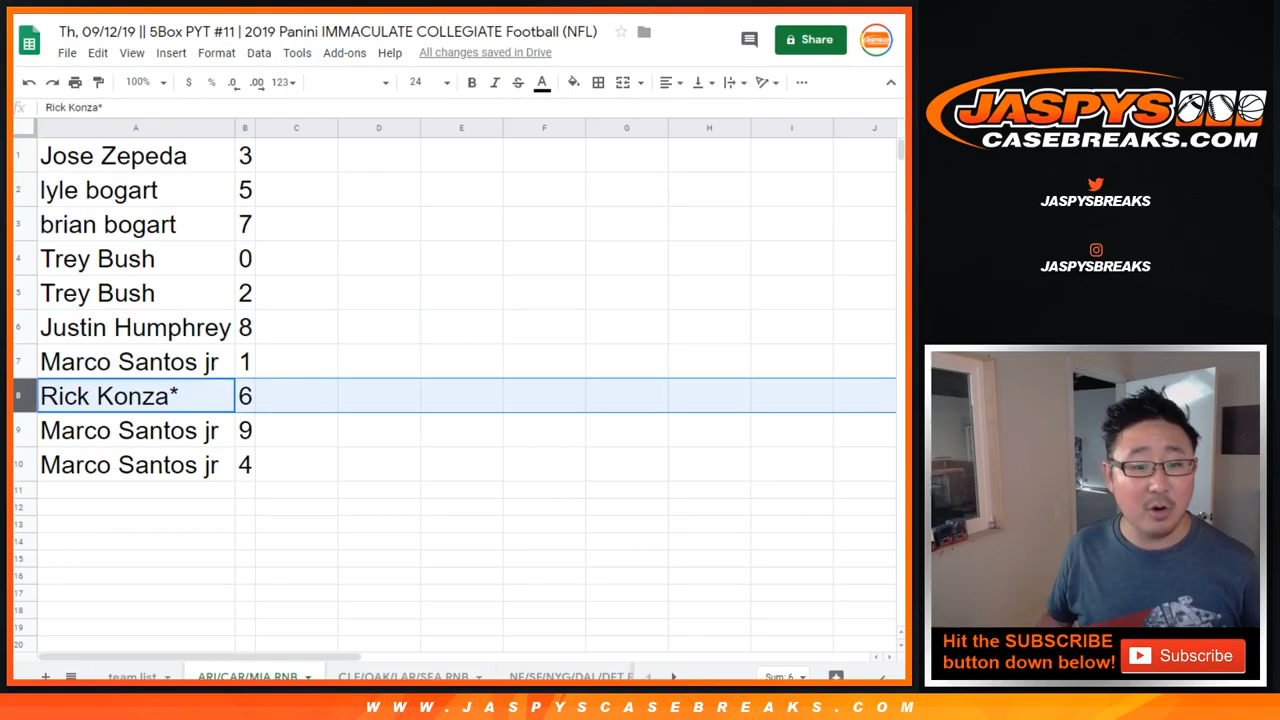 Th, 09/12/19 || 5Box PYT #11 | 2019 Panini IMMACULATE COLLEGIATE Football (NFL)
File Edit View Insert Format Data Tools Add-ons Help All changes saved in Drive
Share
100% $ % .0 .00 123 24 B I S A
fx Rick Konza*
A B C D E F G H I J
1 Jose Zepeda 3
2 lyle bogart 5
3 brian bogart 7
4 Trey Bush 0
5 Trey Bush 2
6 Justin Humphrey 8
7 Marco Santos jr 1
8 Rick Konza* 6
9 Marco Santos jr 9
10 Marco Santos jr 4
11
12
13
14
15
16
17
18
19
20
team list ARI/CAR/MIA RNB CLE/OAK/LAR/SEA RNB NE/SF/NYG/DAL/DET Sum: 6
JASPYS
CASEBREAKS.COM
JASPYSBREAKS
JASPYSBREAKS
Hit the SUBSCRIBE
button down below!
Subscribe
WWW.JASPYSCASEBREAKS.COM